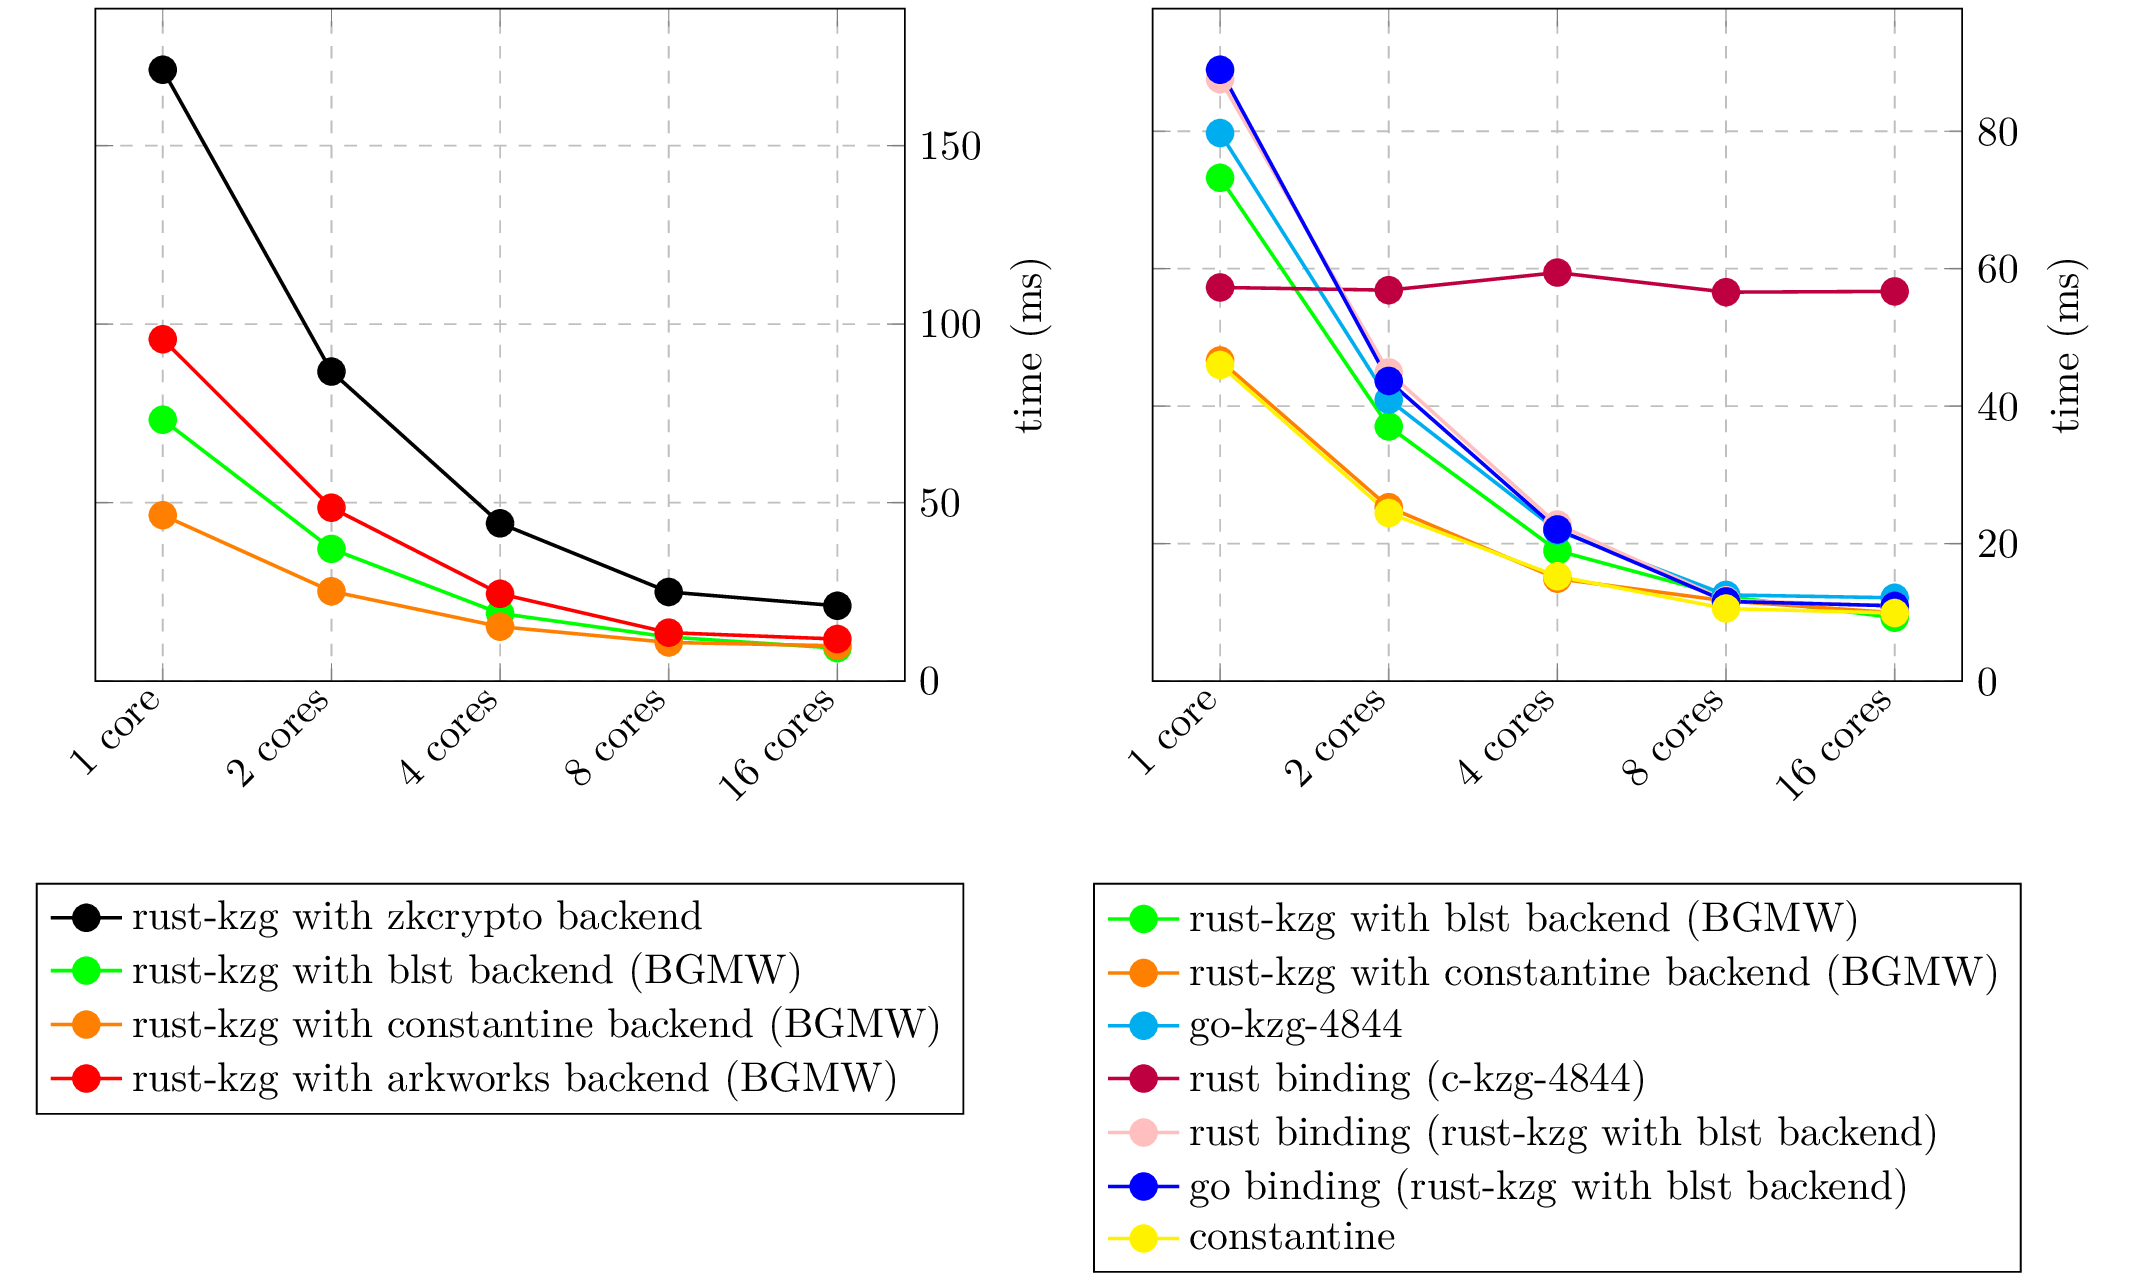 150
100
50
0
time (ms)
1 core
2 cores
4 cores
8 cores
16 cores
rust-kzg with zkcrypto backend
rust-kzg with blst backend (BGMW)
rust-kzg with constantine backend (BGMW)
rust-kzg with arkworks backend (BGMW)
80
60
40
20
0
time (ms)
1 core
2 cores
4 cores
8 cores
16 cores
rust-kzg with blst backend (BGMW)
rust-kzg with constantine backend (BGMW)
go-kzg-4844
rust binding (c-kzg-4844)
rust binding (rust-kzg with blst backend)
go binding (rust-kzg with blst backend)
constantine